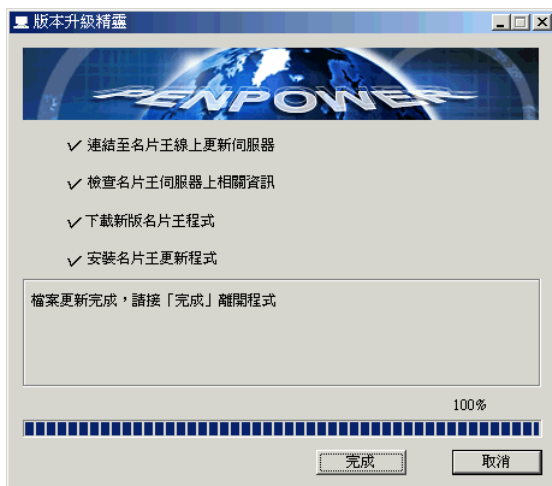 版本升級精靈
PENPOWER
連結至名片王線上更新伺服器
檢查名片王伺服器上相關資訊
下載新版名片王程式
安裝名片王更新程式
檔案更新完成，請按「完成」離開程式
100%
完成
取消